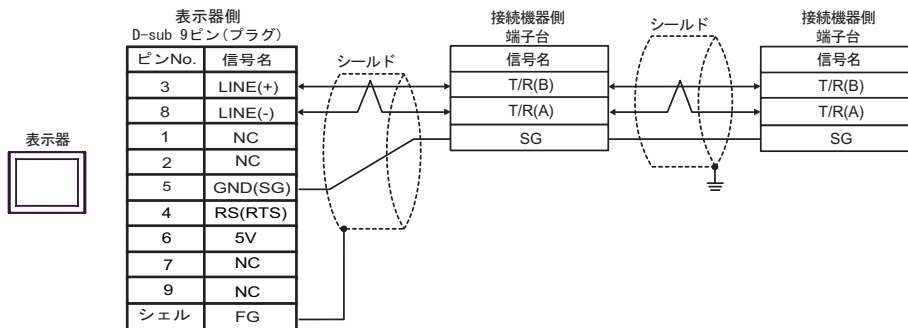 表示器
表示器側
D-sub 9ピン(プラグ)
ピンNo. 信号名
3 LINE(+)
8 LINE(-)
1 NC
2 NC
5 GND(SG)
4 RS(RTS)
6 5V
7 NC
9 NC
シェル FG
シールド
接続機器側
端子台
信号名
T/R(B)
T/R(A)
SG
シールド
接続機器側
端子台
信号名
T/R(B)
T/R(A)
SG